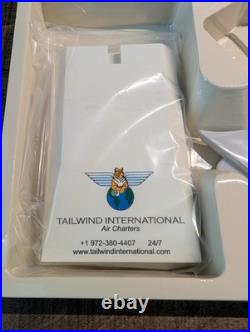 TAILWIND INTERNATIONAL
Air Charters
+1 972-380-4407 24/7
www.tailwindinternational.com